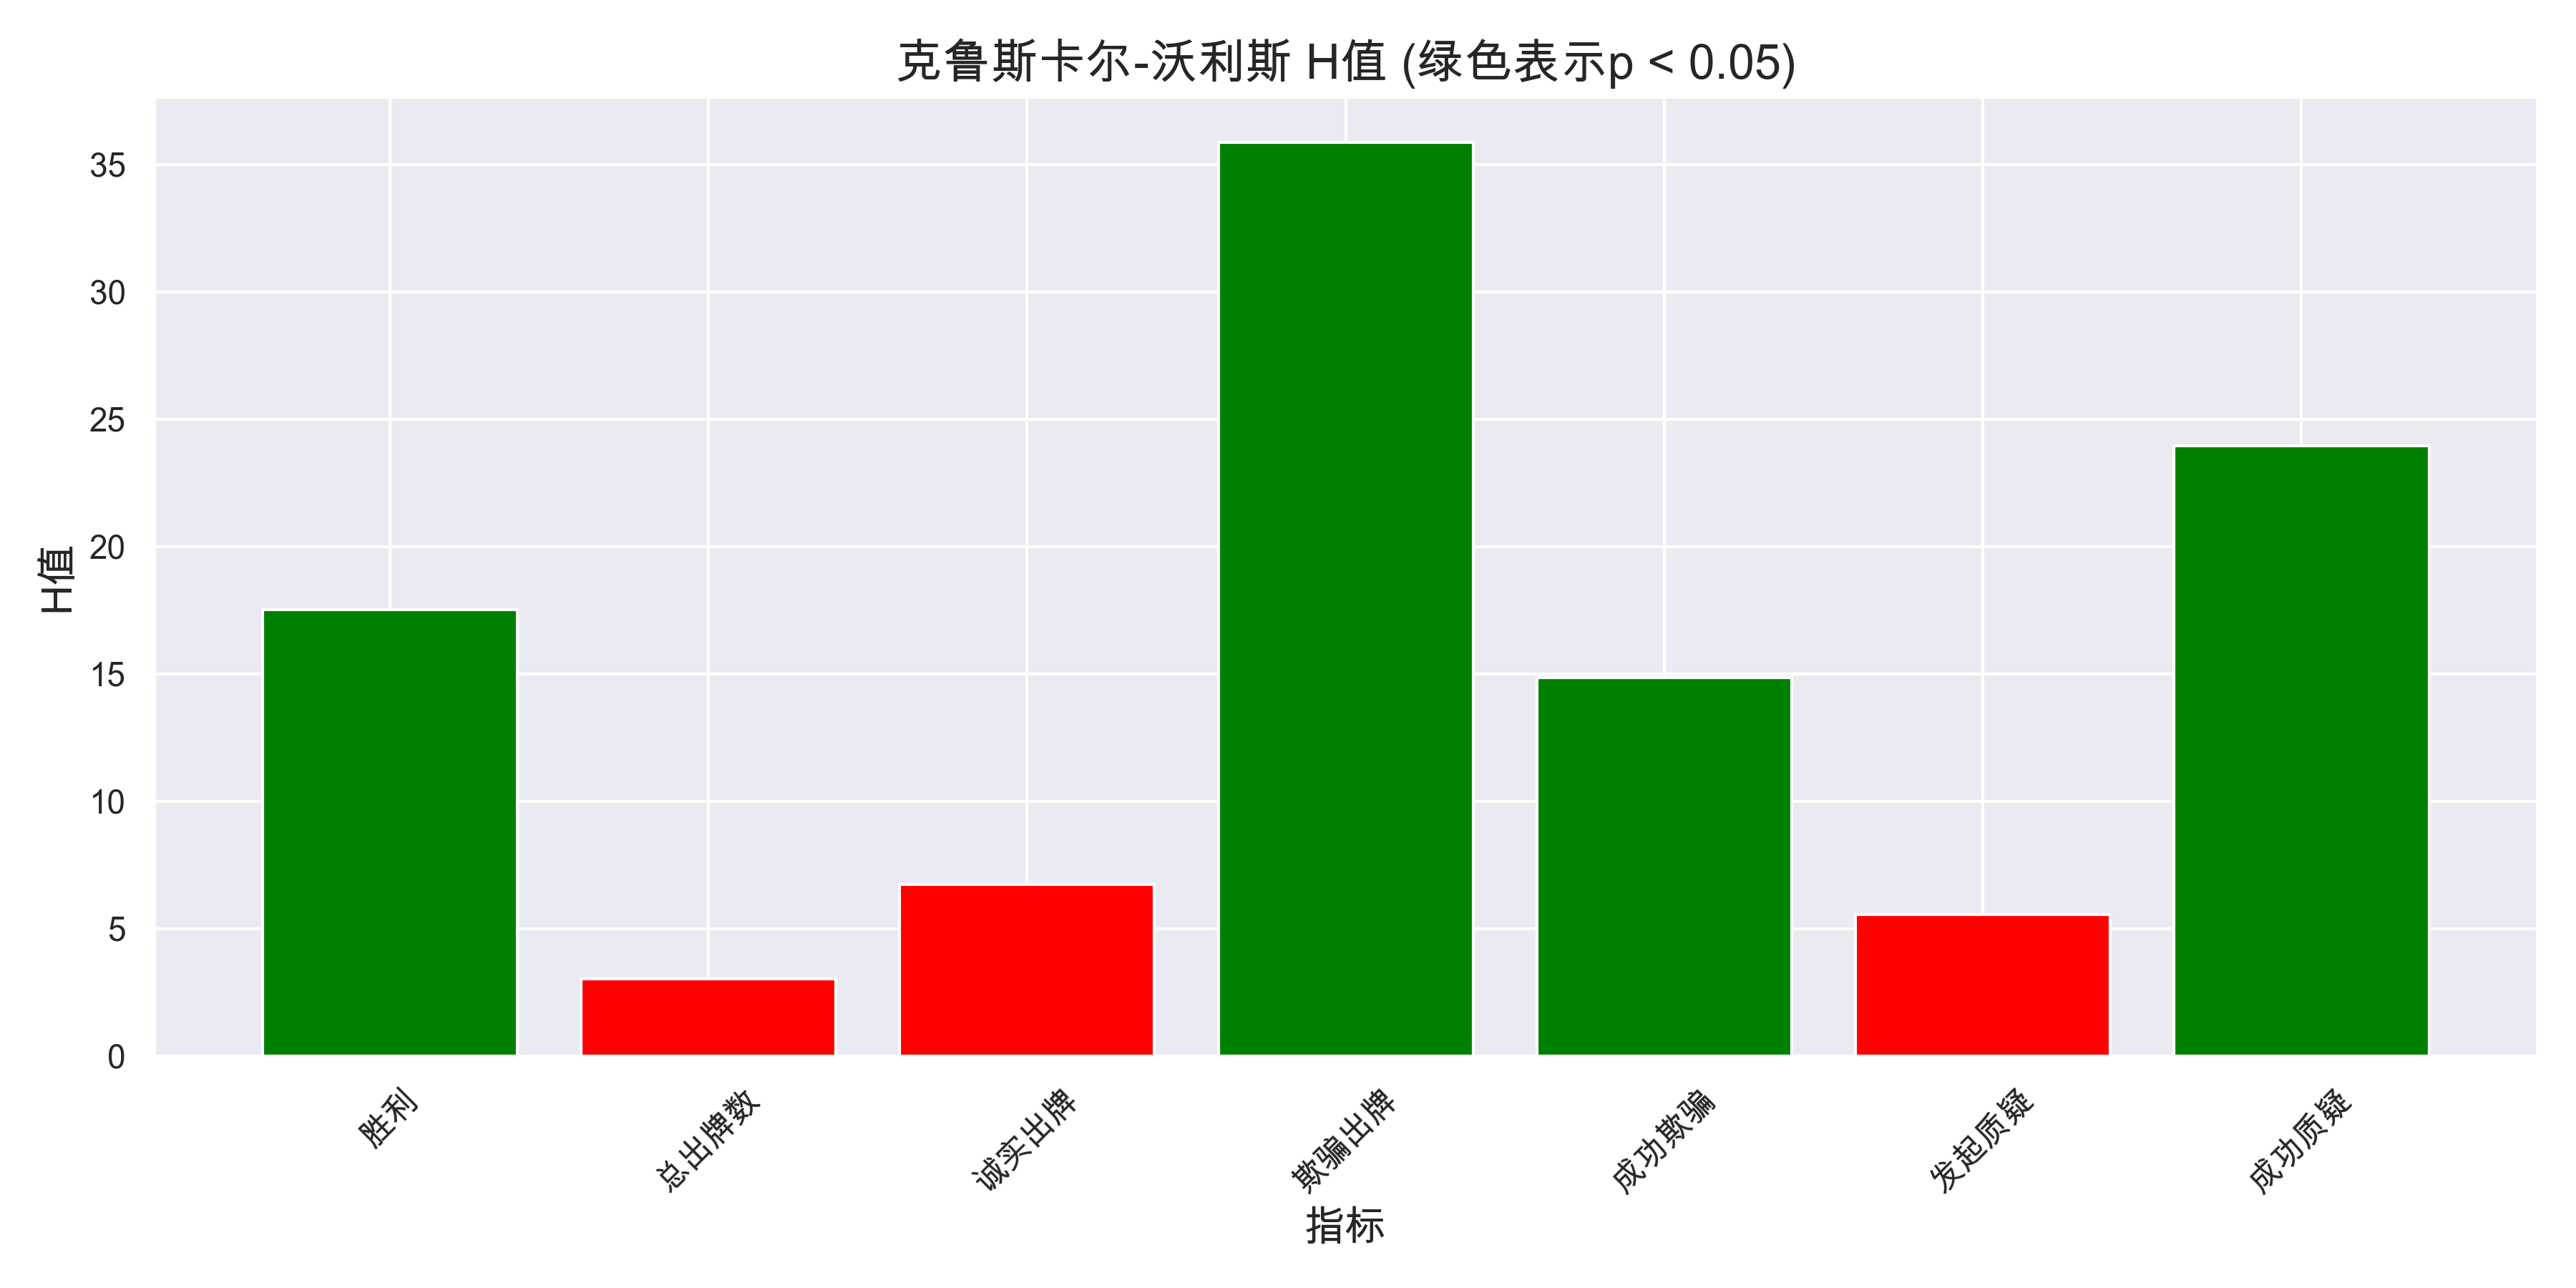 克鲁斯卡尔-沃利斯 H值 (绿色表示p < 0.05)
H值
35
30
25
20
15
10
5
0
胜利
总出牌数
诚实出牌
欺骗出牌
成功欺骗
发起质疑
成功质疑
指标